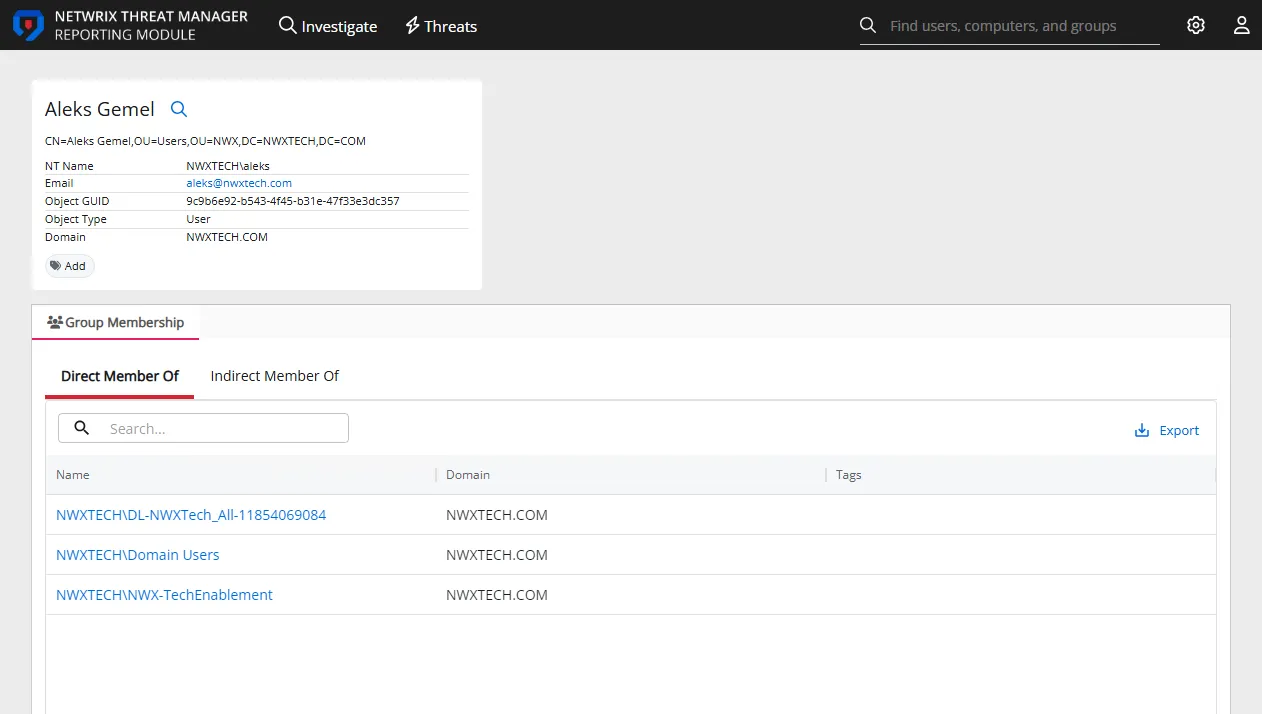 NETWRIX THREAT MANAGER
REPORTING MODULE
Investigate
Threats
Find users, computers, and groups
Aleks Gemel
CN=Aleks Gemel,OU=Users,OU=NWX,DC=NWXTECH,DC=COM
NT Name NWXTECH\aleks
Email aleks@nwxtech.com
Object GUID 9c9b6e92-b543-4f45-b31e-47f33e3dc357
Object Type User
Domain NWXTECH.COM
Add
Group Membership
Direct Member Of Indirect Member Of
Search...
Export
Name Domain Tags
NWXTECH\DL-NWXTech_All-11854069084 NWXTECH.COM
NWXTECH\Domain Users NWXTECH.COM
NWXTECH\NWX-TechEnablement NWXTECH.COM